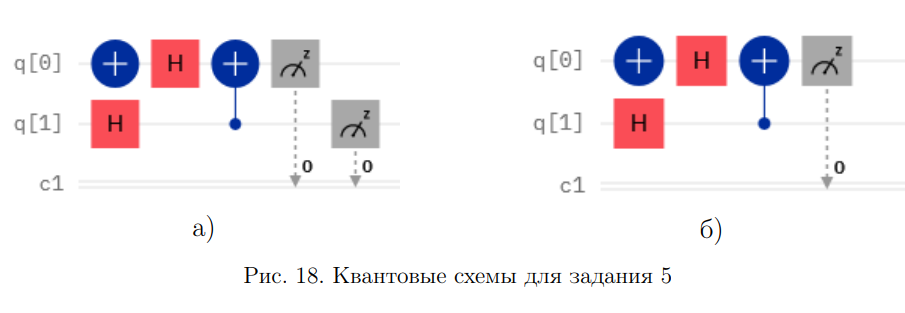 q[0] H z q[0] H z
q[1] H z q[1] H
0 0 0
c1 c1
а) б)
Рис. 18. Квантовые схемы для задания 5